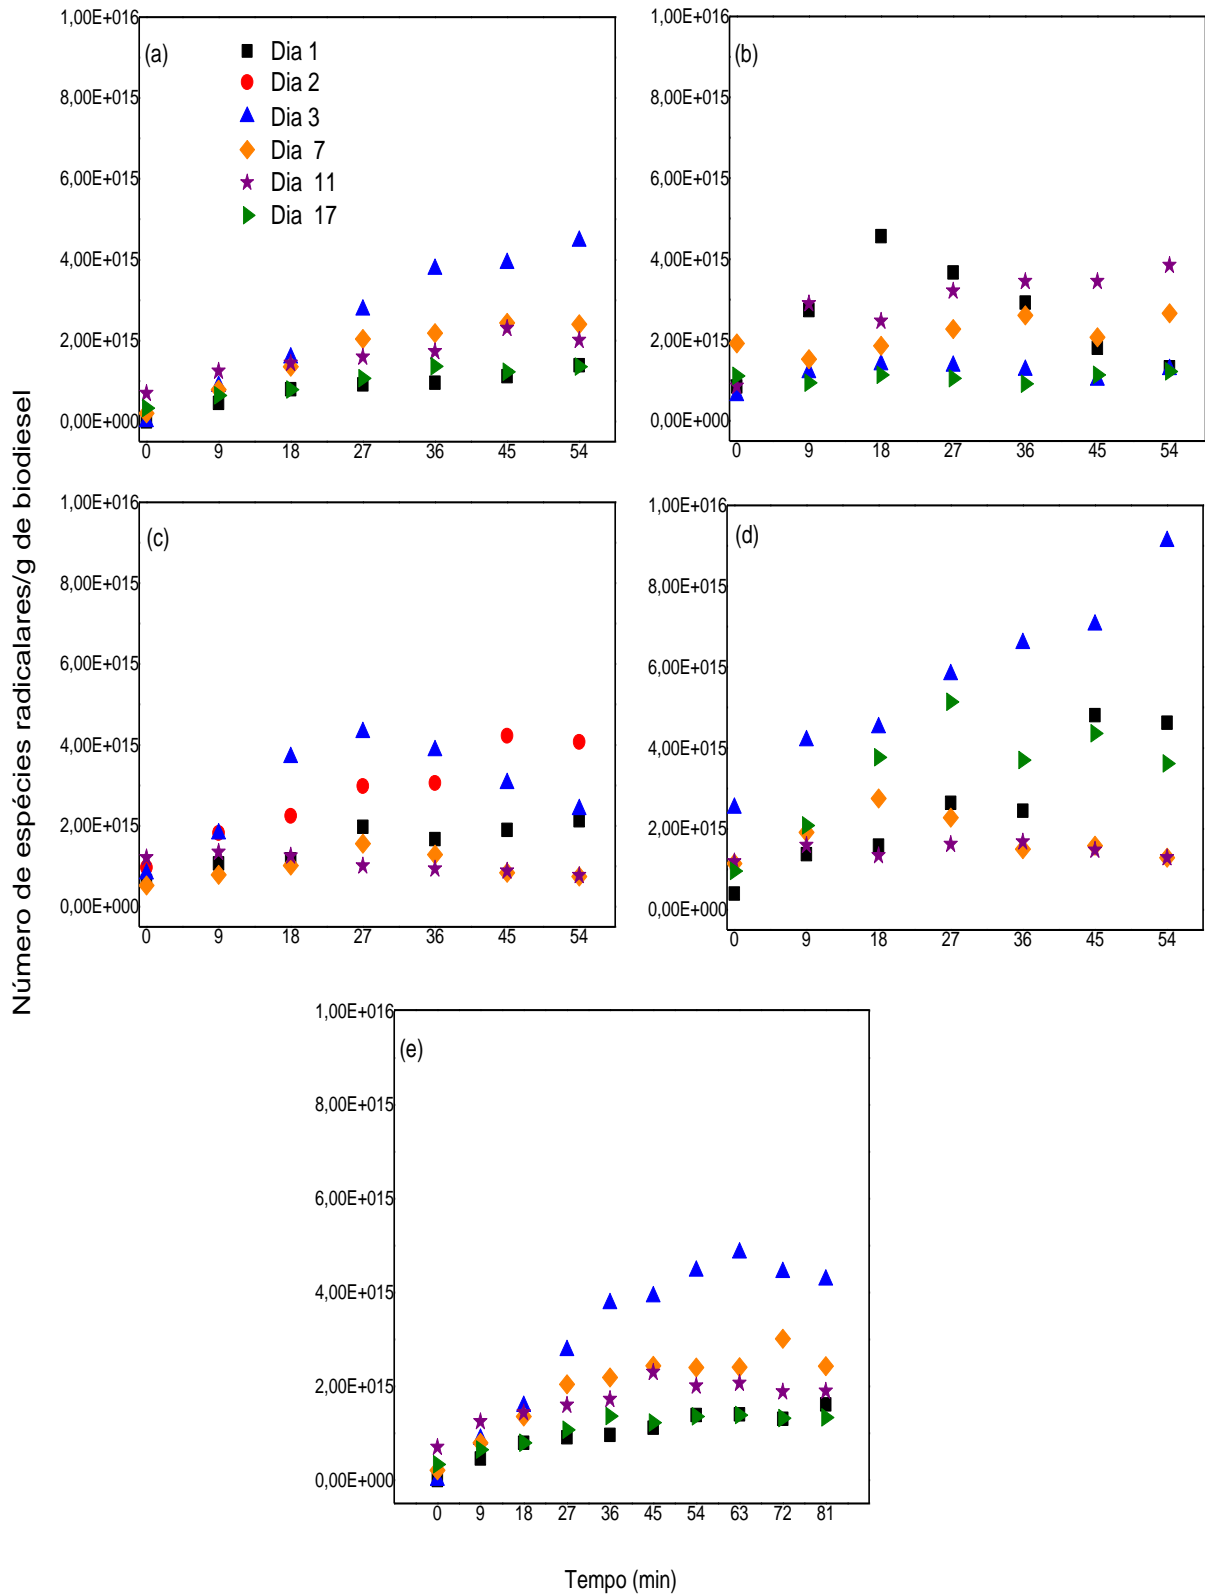 Número de espécies radicalares/g de biodiesel
(a)
Dia 1
Dia 2
Dia 3
Dia 7
Dia 11
Dia 17
1,00E+016
8,00E+015
6,00E+015
4,00E+015
2,00E+015
0,00E+000
0 9 18 27 36 45 54
(b)
1,00E+016
8,00E+015
6,00E+015
4,00E+015
2,00E+015
0,00E+000
0 9 18 27 36 45 54
(c)
1,00E+016
8,00E+015
6,00E+015
4,00E+015
2,00E+015
0,00E+000
0 9 18 27 36 45 54
(d)
1,00E+016
8,00E+015
6,00E+015
4,00E+015
2,00E+015
0,00E+000
0 9 18 27 36 45 54
(e)
1,00E+016
8,00E+015
6,00E+015
4,00E+015
2,00E+015
0,00E+000
0 9 18 27 36 45 54 63 72 81
Tempo (min)